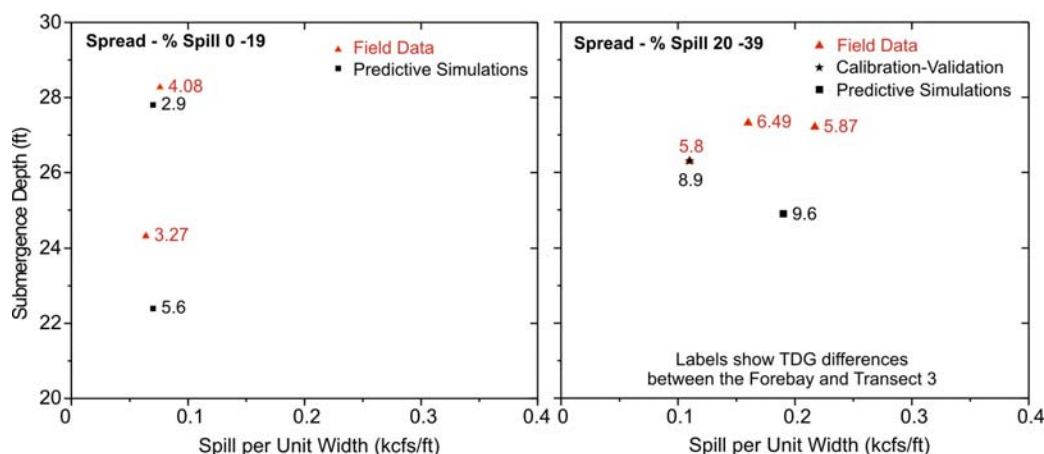 30
28
26
24
22
20
Submergence Depth (ft)
Spread - % Spill 0 -19
Field Data
Predictive Simulations
4.08
2.9
3.27
5.6
0
0.1
0.2
0.3
0.4
Spill per Unit Width (kcfs/ft)
Spread - % Spill 20 -39
Field Data
Calibration-Validation
Predictive Simulations
6.49
5.87
5.8
8.9
9.6
Labels show TDG differences
between the Forebay and Transect 3
0
0.1
0.2
0.3
0.4
Spill per Unit Width (kcfs/ft)